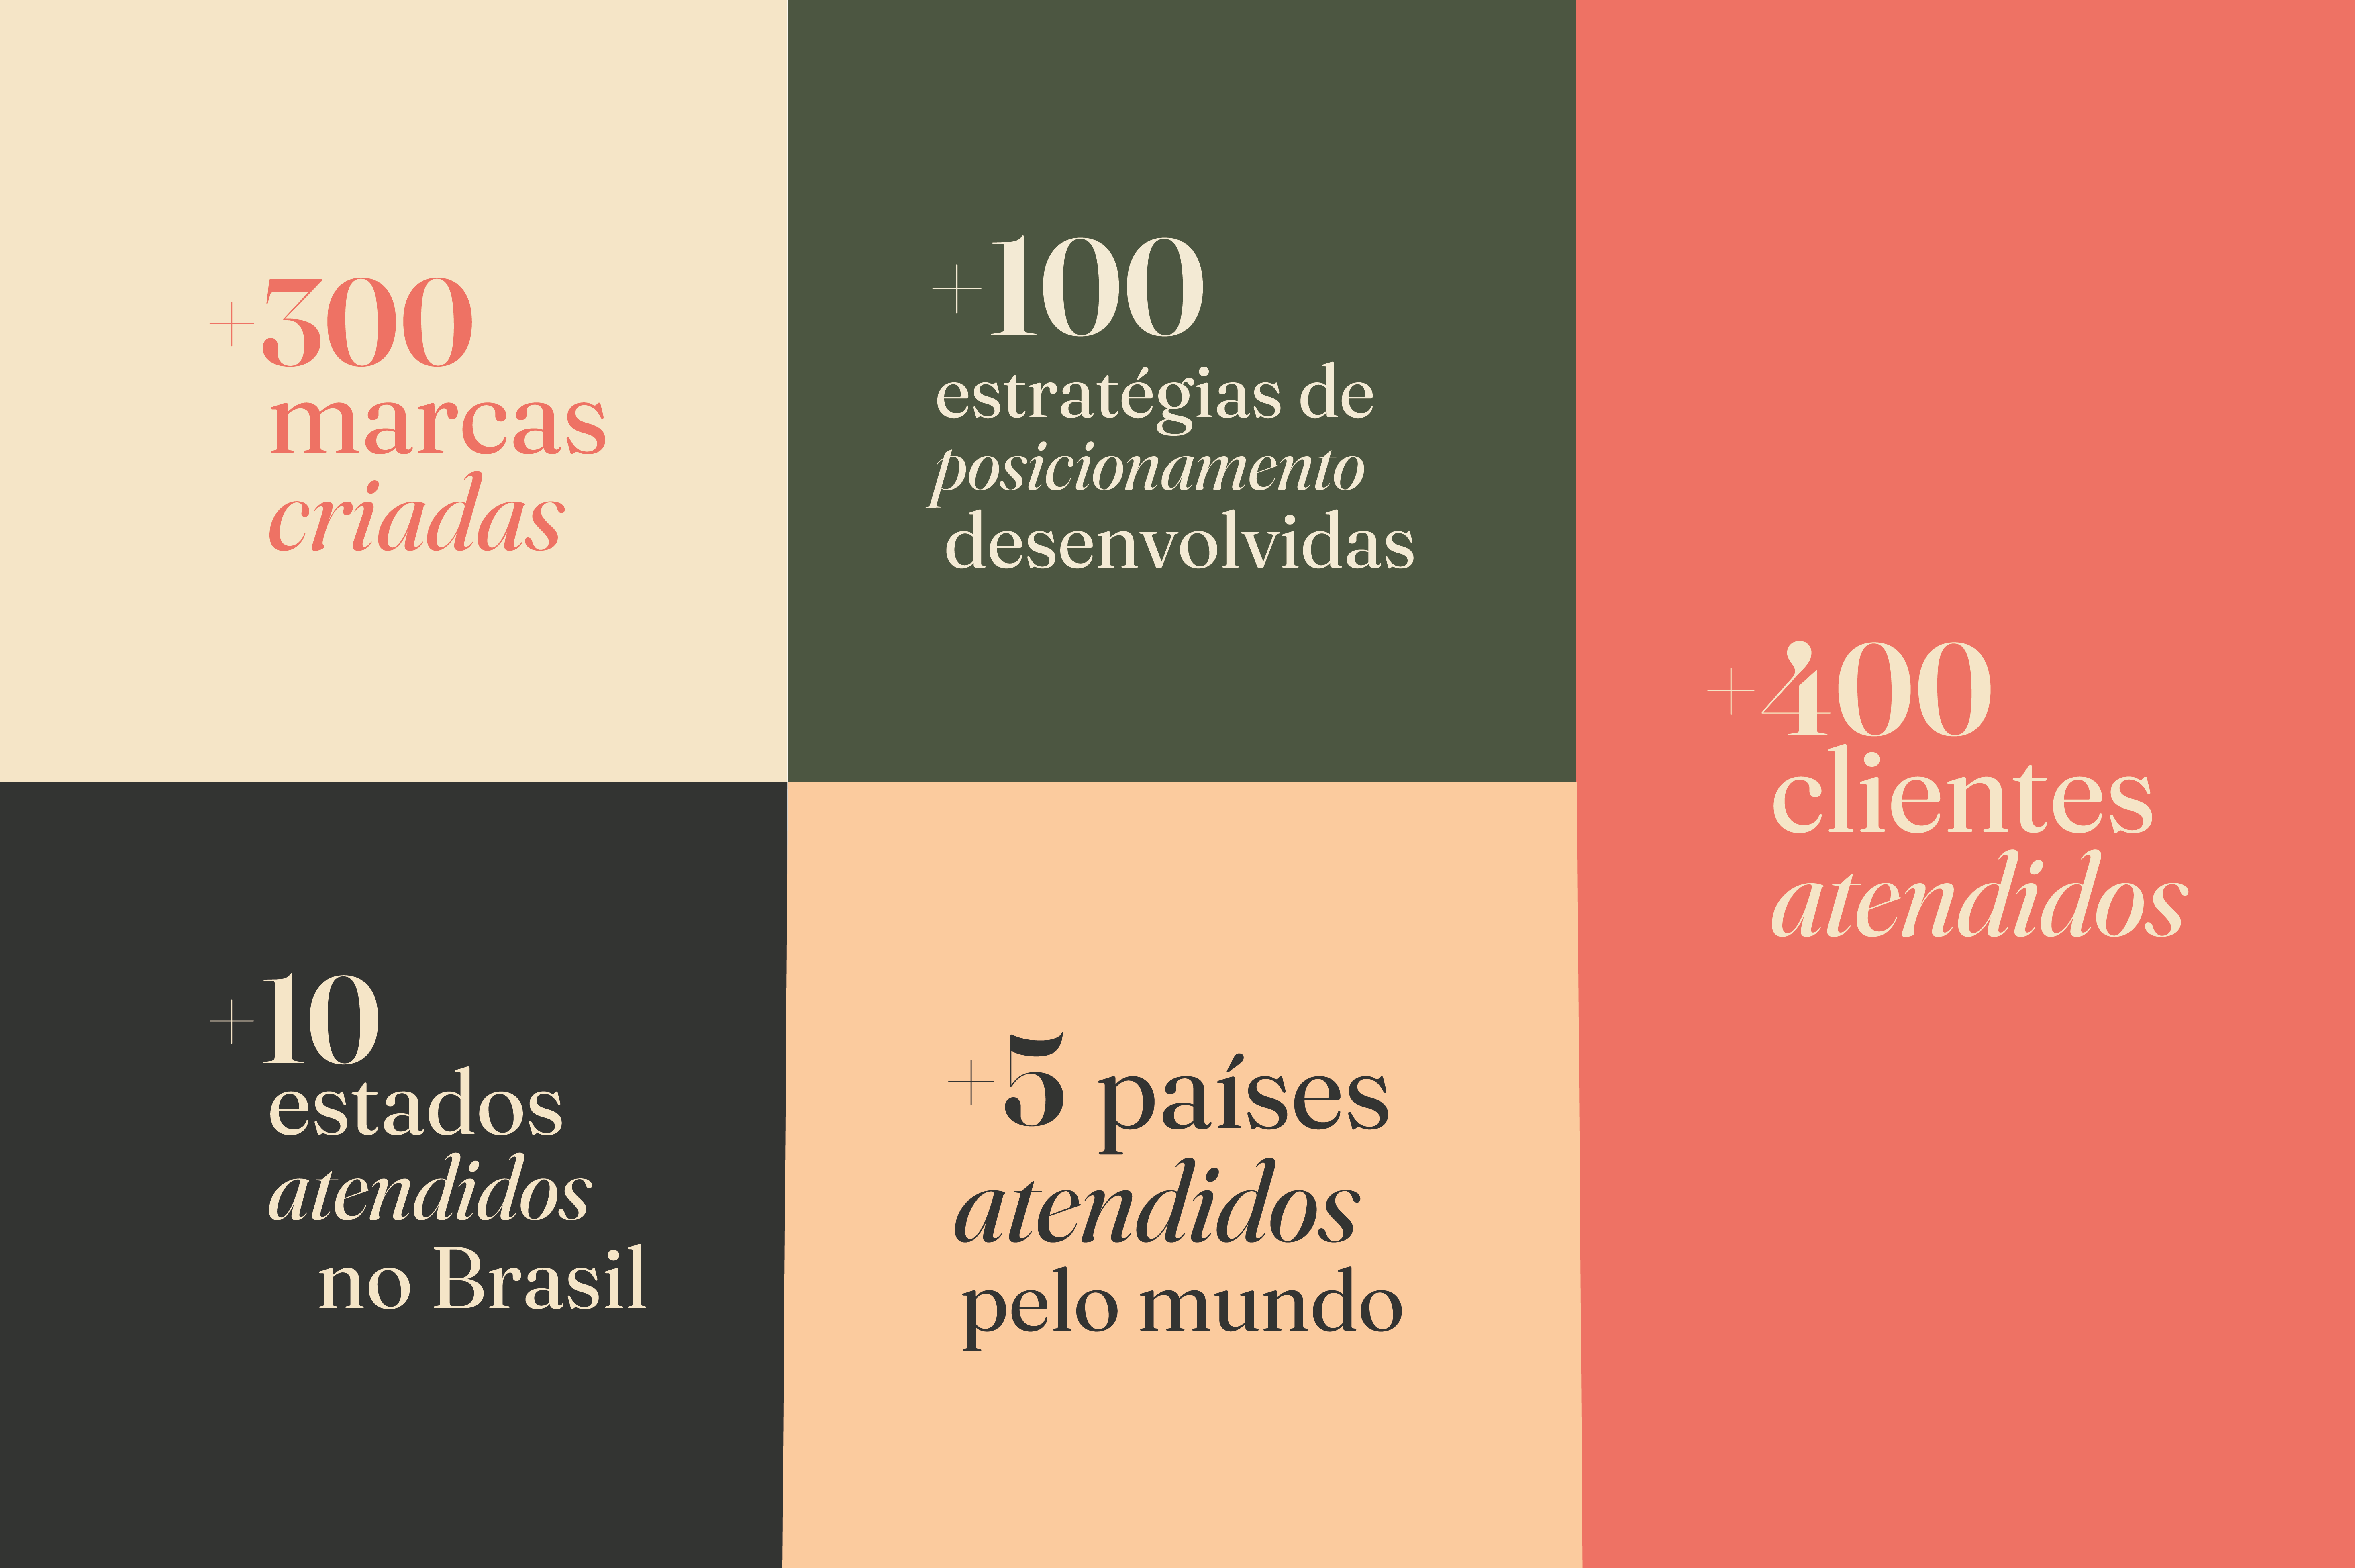 +300
marcas
criadas
+100
estratégias de
posicionamento
desenvolvidas
+400
clientes
atendidos
+10
estados
atendidos
no Brasil
+5 países
atendidos
pelo mundo